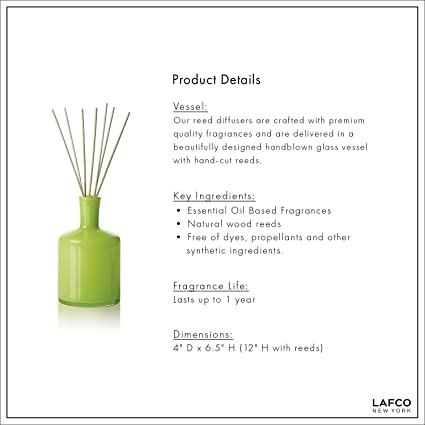 Product Details
Vessel:
Our reed diffusers are crafted with premium
quality fragrances and are delivered in a
beautifully designed handblown glass vessel
with hand-cut reeds.
Key Ingredients:
• Essential Oil Based Fragrances
• Natural wood reeds
• Free of dyes, propellants and other
synthetic ingredients.
Fragrance Life:
Lasts up to 1 year
Dimensions:
4" D x 6.5" H (12" H with reeds)
LAFCO
NEW YORK